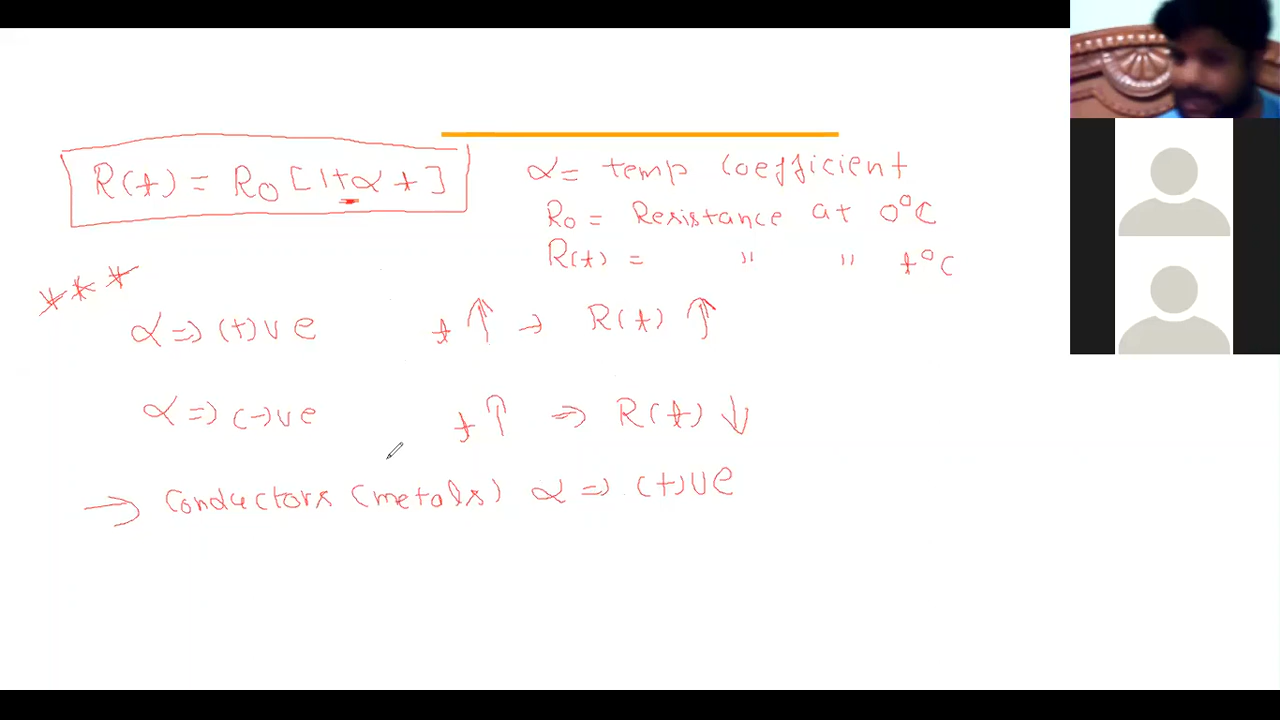 R(t) = R0 [1+α t]
α = temp coefficient
R0 = Resistance at 0°C
R(t) = " " t°C
***
α ⇒ (+)ve t ↑ → R(t) ↑
α ⇒ (-)ve t ↑ ⇒ R(t) ↓
→ Conductors (metals) α ⇒ (+)ve